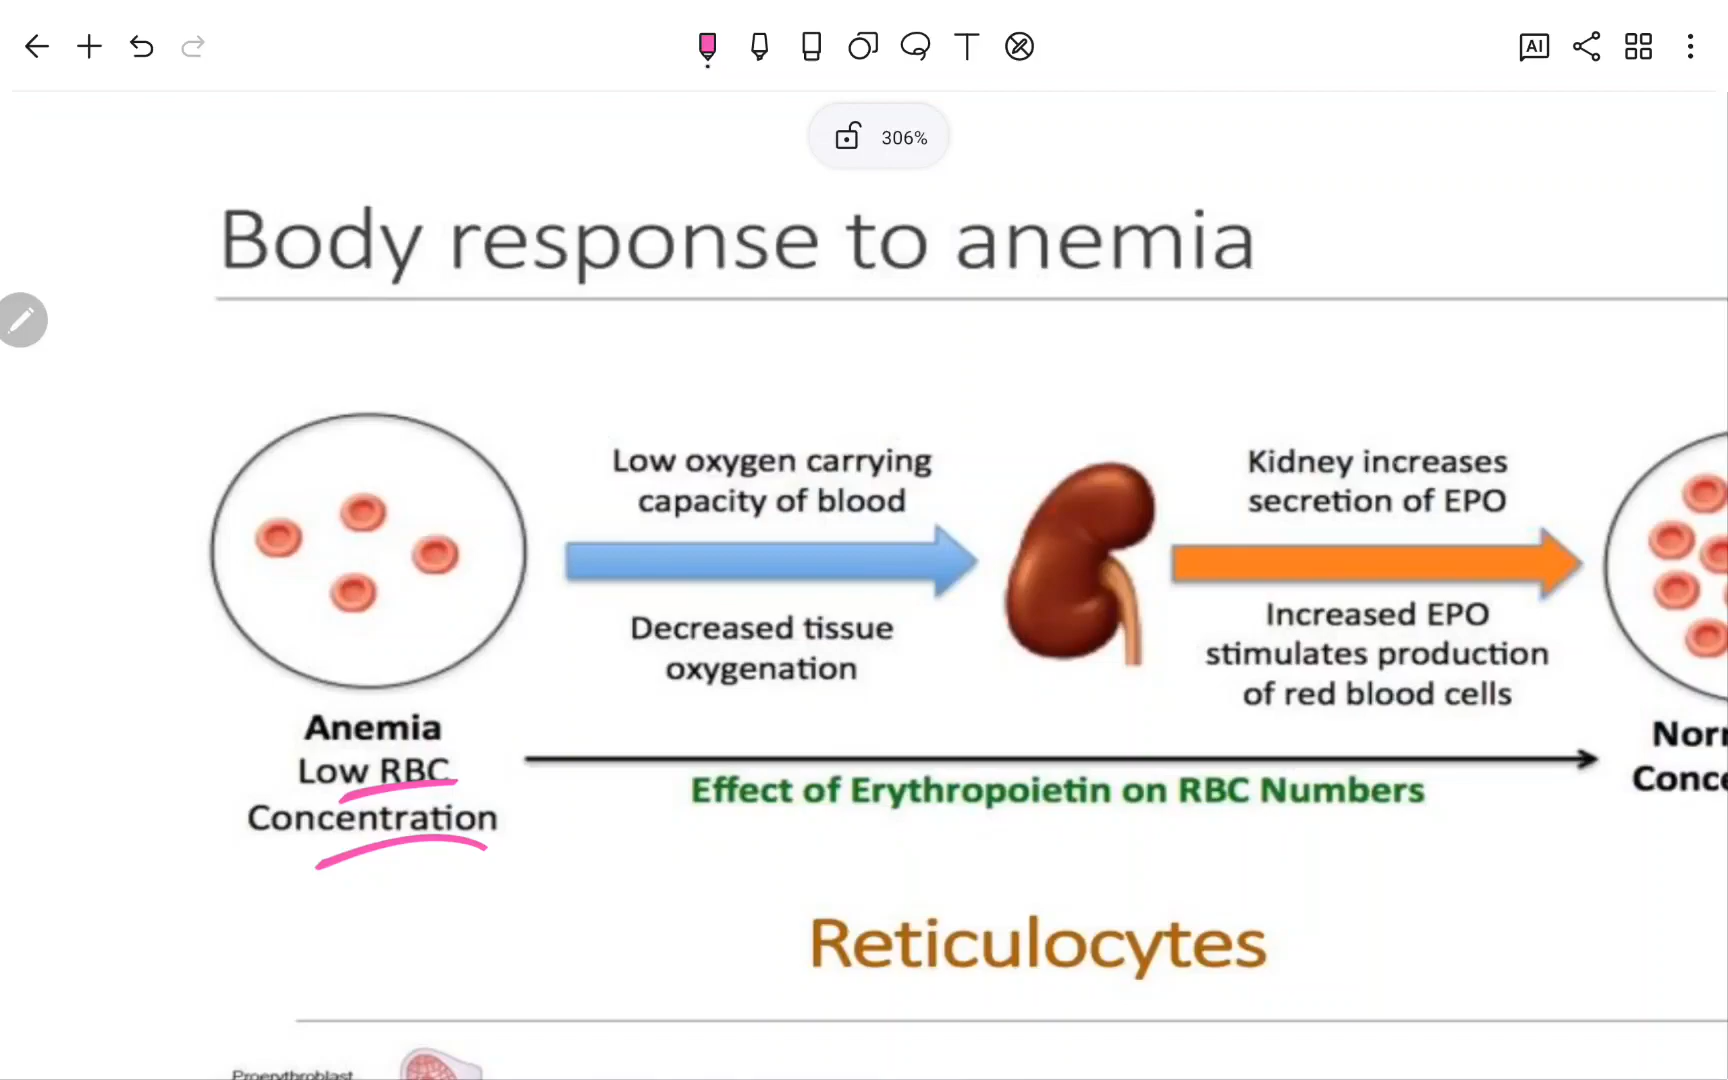 AI
306%
Body response to anemia
Low oxygen carrying
capacity of blood
Decreased tissue
oxygenation
Kidney increases
secretion of EPO
Increased EPO
stimulates production
of red blood cells
Anemia
Low RBC
Concentration
Effect of Erythropoietin on RBC Numbers
Reticulocytes
Proerythroblast